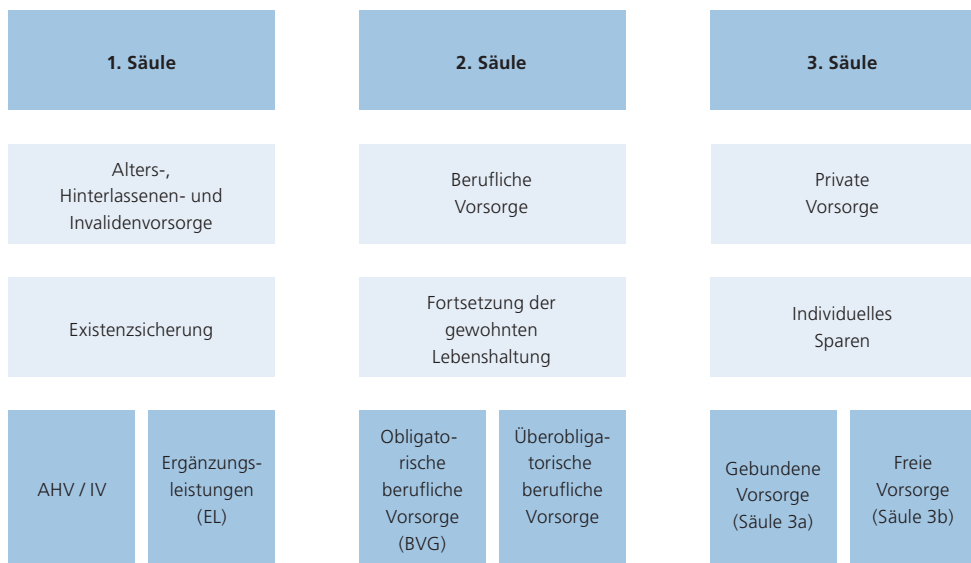 1. Säule
2. Säule
3. Säule
Alters-,
Hinterlassenen- und
Invalidenvorsorge
Berufliche
Vorsorge
Private
Vorsorge
Existenzsicherung
Fortsetzung der
gewohnten
Lebenshaltung
Individuelles
Sparen
AHV / IV
Ergänzungs-
leistungen
(EL)
Obligato-
rische
berufliche
Vorsorge
(BVG)
Überobliga-
torische
berufliche
Vorsorge
Gebundene
Vorsorge
(Säule 3a)
Freie
Vorsorge
(Säule 3b)